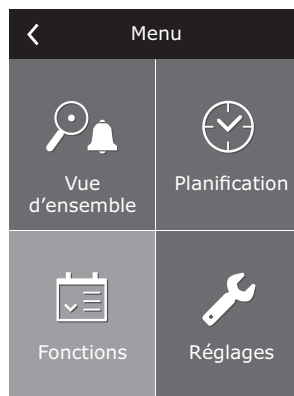 Menu
Vue
d’ensemble
Planification
Fonctions
Réglages